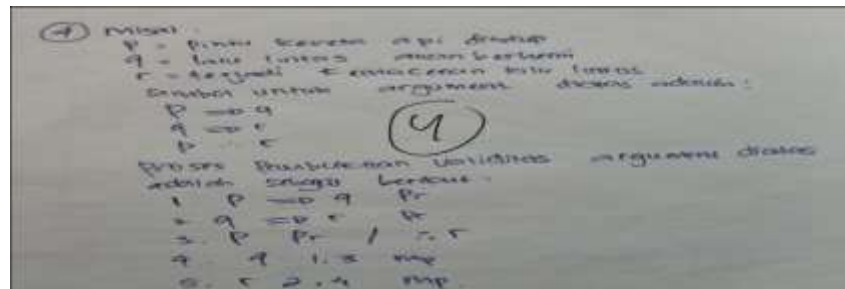 4 Misal :
p = pintu kereta api ditutup
q = lalu lintas akan berhenti
r = terjadi kemacetan lalu lintas
Simbol untuk argument diatas adalah :
p => q
q => r
p ∴ r
4
Proses Pembuktian Validitas argument diatas
adalah sebagai berikut :
1. p => q Pr
2. q => r Pr
3. p Pr / ∴ r
4. q 1.3 mp
5. r 2.4 mp